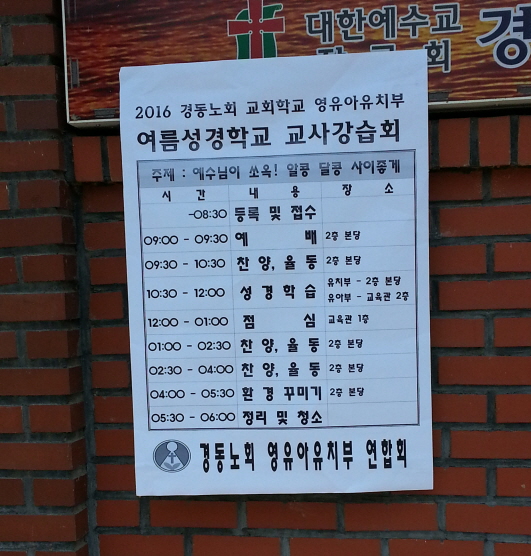 대한예수교
장로회
경
2016 경동노회 교회학교 영유아유치부
여름성경학교 교사강습회
주제 : 예수님이 쏘옥! 알콩 달콩 사이좋게
시 간 내 용 장 소
-08:30 등록 및 접수
09:00 - 09:30 예 배 2층 본당
09:30 - 10:30 찬양, 율동 2층 본당
10:30 - 12:00 성경학습 유치부 - 2층 본당
유아부 - 교육관 2층
12:00 - 01:00 점 심 교육관 1층
01:00 - 02:30 찬양, 율동 2층 본당
02:30 - 04:00 찬양, 율동 2층 본당
04:00 - 05:30 환경 꾸미기 2층 본당
05:30 - 06:00 정리 및 청소
경동노회 영유아유치부 연합회